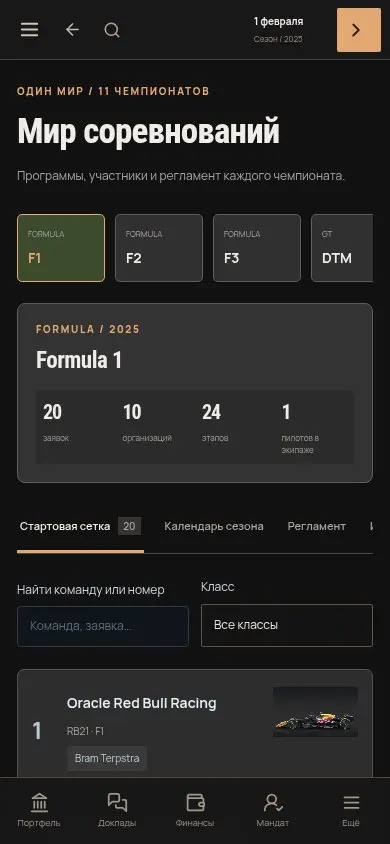 1 февраля
Сезон / 2025
ОДИН МИР / 11 ЧЕМПИОНАТОВ
Мир соревнований
Программы, участники и регламент каждого чемпионата.
FORMULA FORMULA FORMULA GT
F1 F2 F3 DTM
FORMULA / 2025
Formula 1
20 10 24 1
заявок организаций этапов пилотов в
экипаже
Стартовая сетка 20 Календарь сезона Регламент
Найти команду или номер Класс
Команда, заявка... Все классы
Oracle Red Bull Racing
1 RB21 · F1
Bram Terpstra
Портфель Доклады Финансы Мандат Ещё